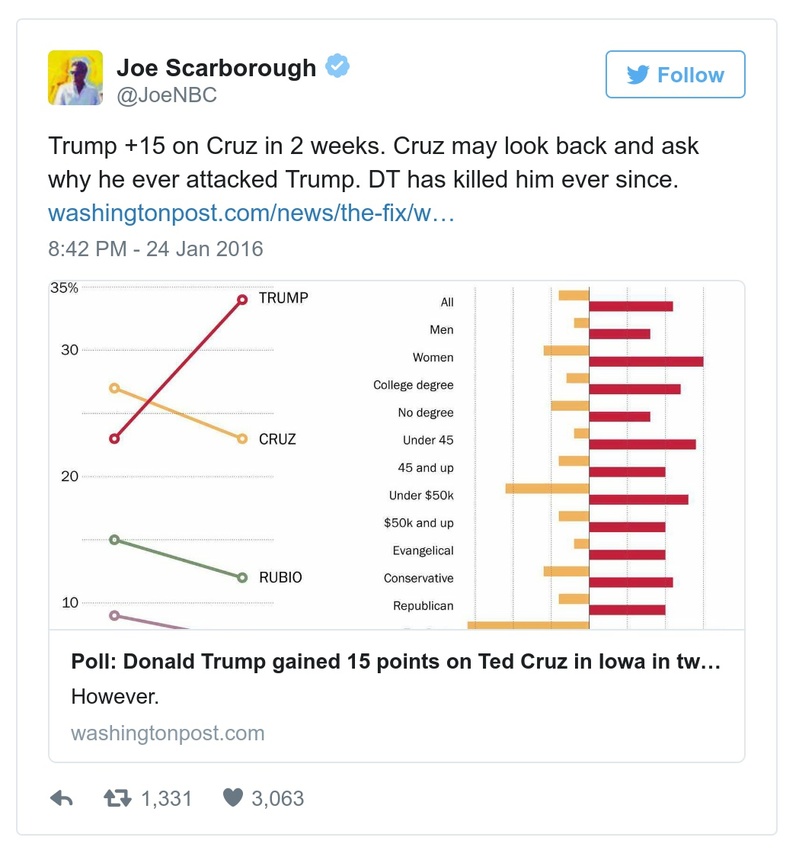 Joe Scarborough
@JoeNBC
Follow
Trump +15 on Cruz in 2 weeks. Cruz may look back and ask
why he ever attacked Trump. DT has killed him ever since.
washingtonpost.com/news/the-fix/w…
8:42 PM - 24 Jan 2016
35%
TRUMP
30
CRUZ
20
RUBIO
10
All
Men
Women
College degree
No degree
Under 45
45 and up
Under $50k
$50k and up
Evangelical
Conservative
Republican
Poll: Donald Trump gained 15 points on Ted Cruz in Iowa in tw…
However.
washingtonpost.com
1,331 3,063